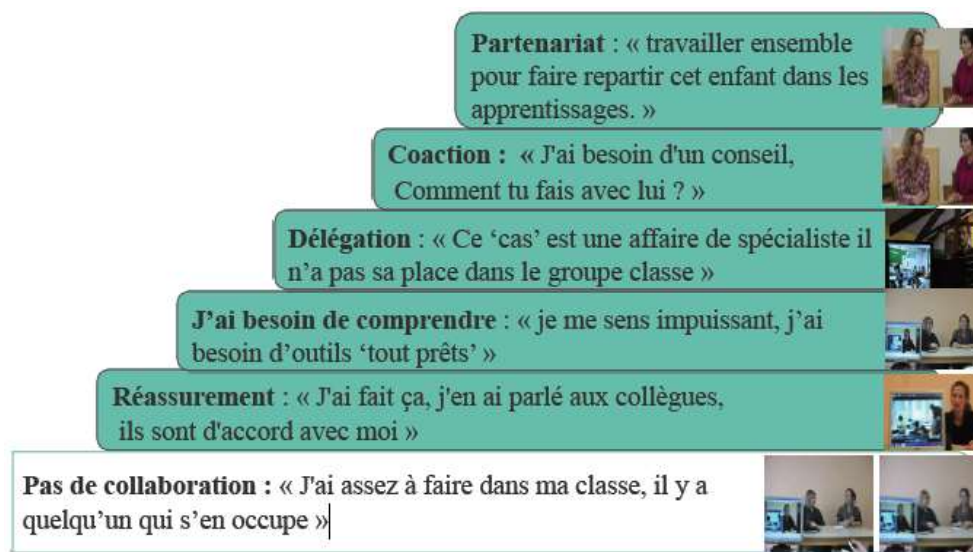 Partenariat : « travailler ensemble
pour faire repartir cet enfant dans les
apprentissages. »
Coaction : « J'ai besoin d'un conseil,
Comment tu fais avec lui ? »
Délégation : « Ce ‘cas’ est une affaire de spécialiste il
n’a pas sa place dans le groupe classe »
J’ai besoin de comprendre : « je me sens impuissant, j’ai
besoin d’outils ‘tout prêts’ »
Réassurement : « J'ai fait ça, j'en ai parlé aux collègues,
ils sont d'accord avec moi »
Pas de collaboration : « J'ai assez à faire dans ma classe, il y a
quelqu’un qui s’en occupe »